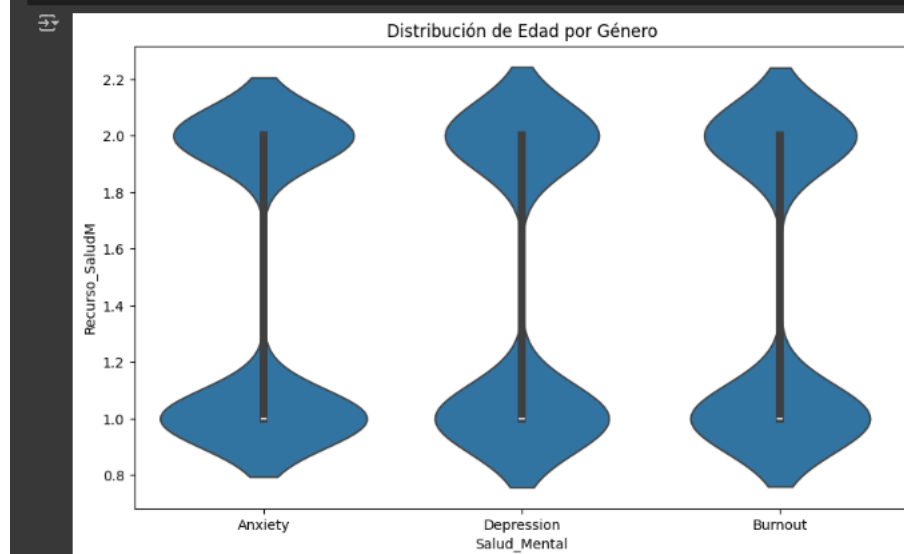 Distribución de Edad por Género
2.2
2.0
1.8
1.6
1.4
1.2
1.0
0.8
Recurso_SaludM
Anxiety
Depression
Burnout
Salud_Mental